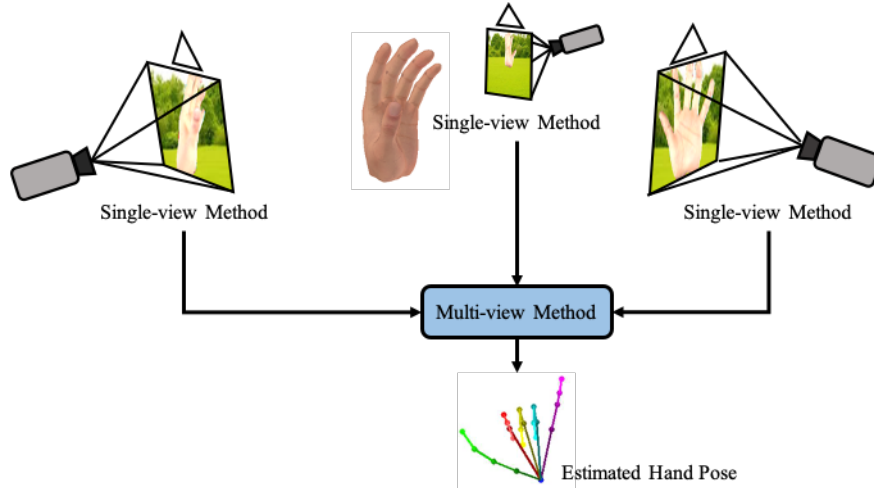 Single-view Method
Single-view Method
Single-view Method
Multi-view Method
Estimated Hand Pose